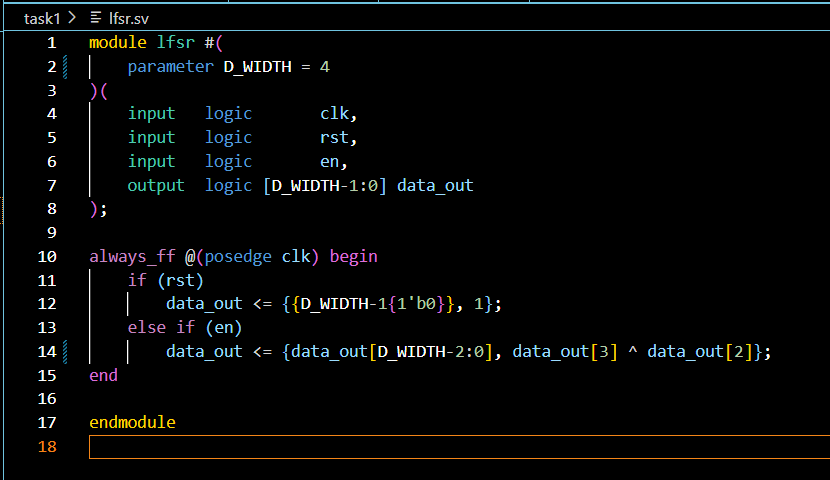 task1 > lfsr.sv
1 module lfsr #(
2     parameter D_WIDTH = 4
3 )(
4     input   logic       clk,
5     input   logic       rst,
6     input   logic       en,
7     output  logic [D_WIDTH-1:0] data_out
8 );
9
10 always_ff @(posedge clk) begin
11     if (rst)
12         data_out <= {{D_WIDTH-1{1'b0}}, 1};
13     else if (en)
14         data_out <= {data_out[D_WIDTH-2:0], data_out[3] ^ data_out[2]};
15 end
16
17 endmodule
18